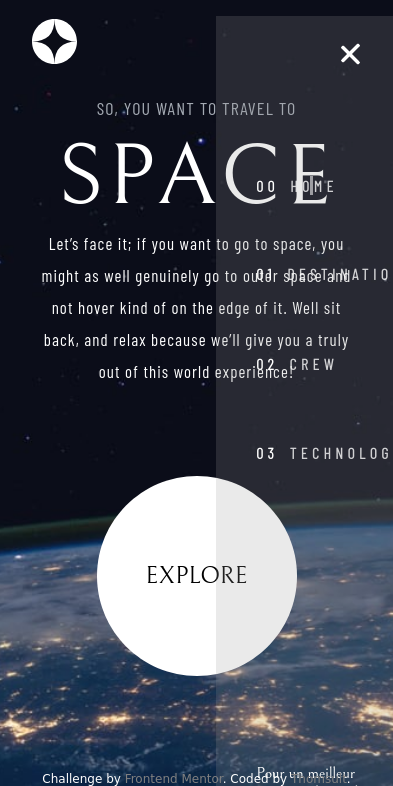 SO, YOU WANT TO TRAVEL TO
SPACE
00 HOME
Let’s face it; if you want to go to space, you
might as well genuinely go to outer space and
01 DESTINATIO
not hover kind of on the edge of it. Well sit
back, and relax because we’ll give you a truly
out of this world experience!
02 CREW
03 TECHNOLOG
EXPLORE
Pour un meilleur
Challenge by Frontend Mentor. Coded by Thomsuit.